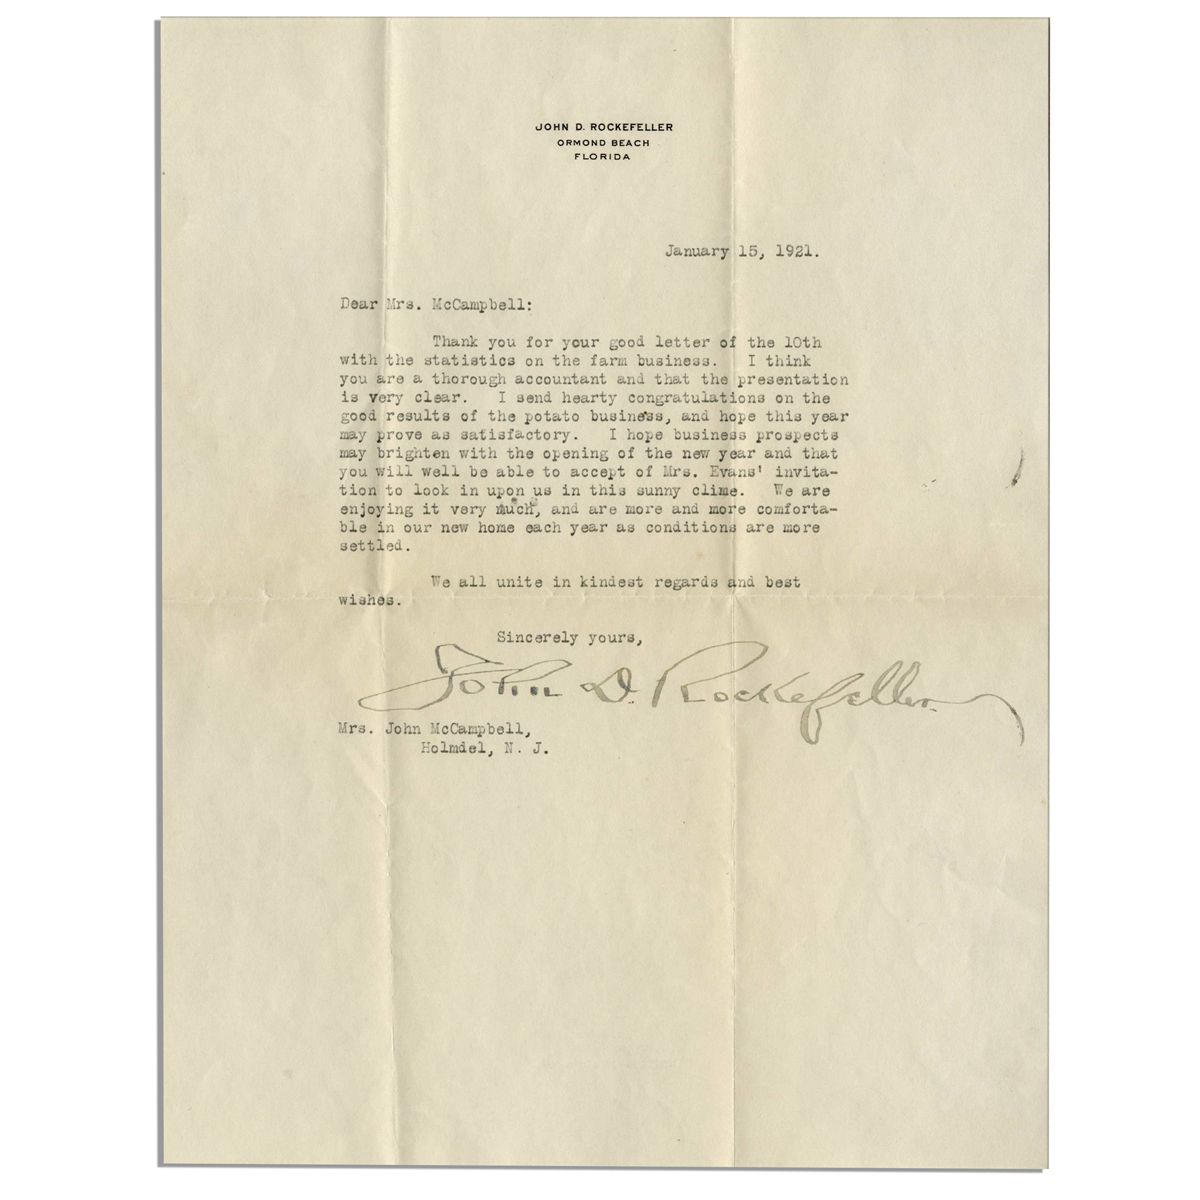 JOHN D. ROCKEFELLER
ORMOND BEACH
FLORIDA
January 15, 1921.
Dear Mrs. McCampbell:
Thank you for your good letter of the 10th
with the statistics on the farm business. I think
you are a thorough accountant and that the presentation
is very clear. I send hearty congratulations on the
good results of the potato business, and hope this year
may prove as satisfactory. I hope business prospects
may brighten with the opening of the new year and that
you will well be able to accept of Mrs. Evans' invita-
tion to look in upon us in this sunny clime. We are
enjoying it very much, and are more and more comforta-
ble in our new home each year as conditions are more
settled.
We all unite in kindest regards and best
wishes.
Sincerely yours,
John D. Rockefeller.
Mrs. John McCampbell,
Holmdel, N. J.